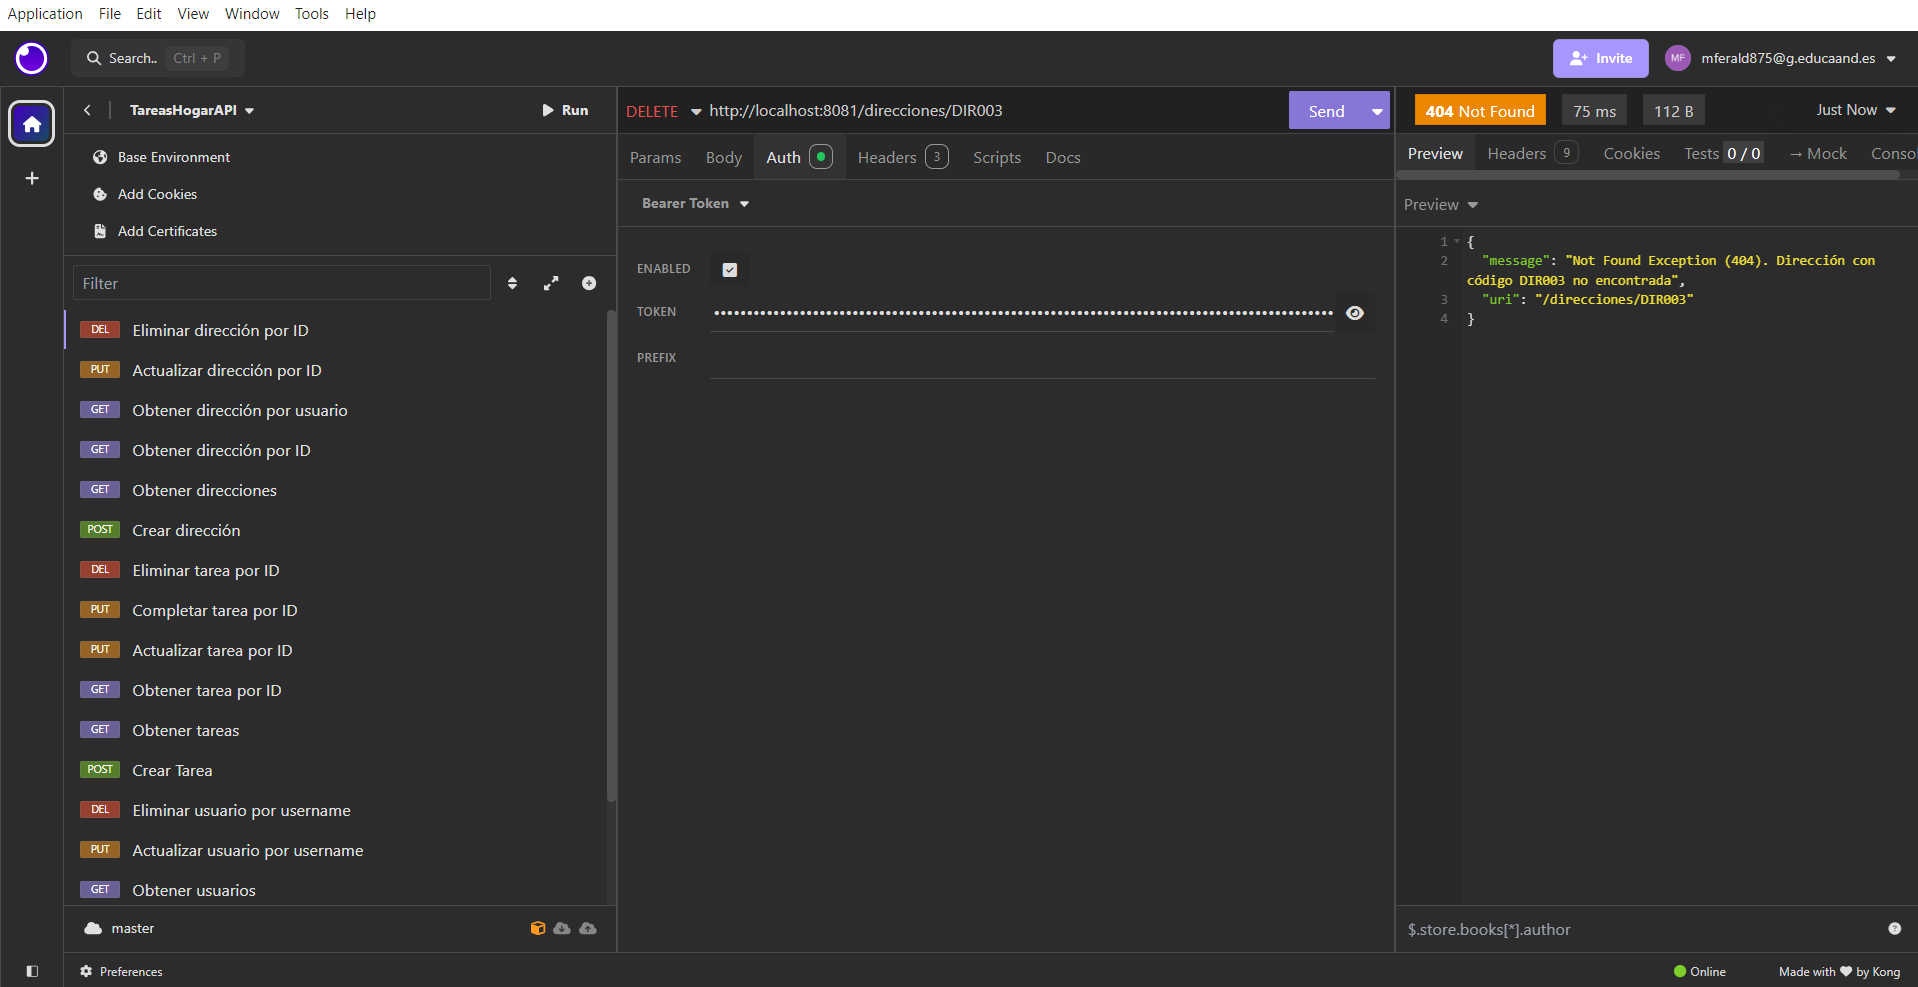 Application File Edit View Window Tools Help
Search.. Ctrl + P
Invite
MF mferald875@g.educaand.es
TareasHogarAPI
Run
Base Environment
Add Cookies
Add Certificates
Filter
DEL Eliminar dirección por ID
PUT Actualizar dirección por ID
GET Obtener dirección por usuario
GET Obtener dirección por ID
GET Obtener direcciones
POST Crear dirección
DEL Eliminar tarea por ID
PUT Completar tarea por ID
PUT Actualizar tarea por ID
GET Obtener tarea por ID
GET Obtener tareas
POST Crear Tarea
DEL Eliminar usuario por username
PUT Actualizar usuario por username
GET Obtener usuarios
master
Preferences
DELETE http://localhost:8081/direcciones/DIR003 Send
Params Body Auth Headers 3 Scripts Docs
Bearer Token
ENABLED
TOKEN
PREFIX
404 Not Found 75 ms 112 B Just Now
Preview Headers 9 Cookies Tests 0 / 0 → Mock Conso
Preview
1 {
2 "message": "Not Found Exception (404). Dirección con
código DIR003 no encontrada",
3 "uri": "/direcciones/DIR003"
4 }
$.store.books[*].author
Online Made with ❤ by Kong